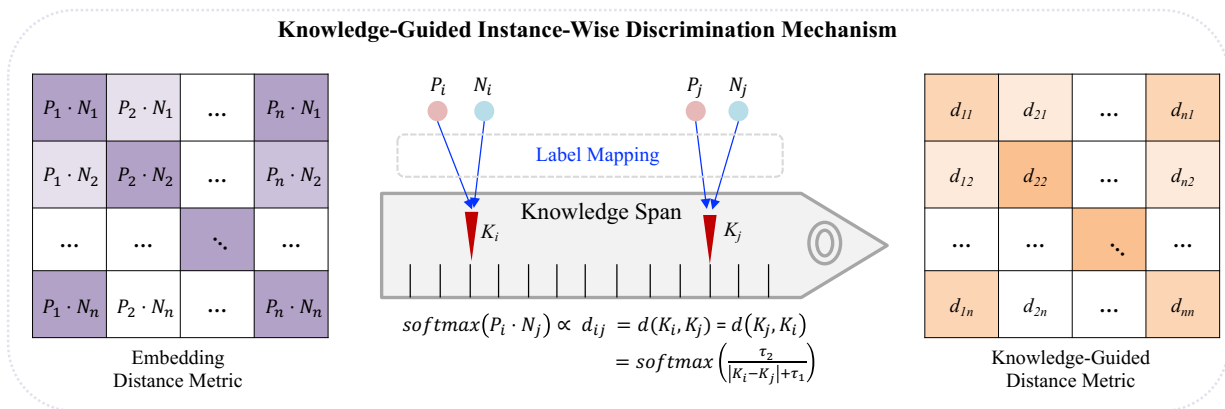 Knowledge-Guided Instance-Wise Discrimination Mechanism
P₁ · N₁ P₂ · N₁ ... Pₙ · N₁
P₁ · N₂ P₂ · N₂ ... Pₙ · N₂
... ... ⋱ ...
P₁ · Nₙ P₂ · Nₙ ... Pₙ · Nₙ
Embedding
Distance Metric
Pᵢ Nᵢ Pⱼ Nⱼ
Label Mapping
Knowledge Span
Kᵢ Kⱼ
softmax(Pᵢ · Nⱼ) ∝ dᵢⱼ = d(Kᵢ, Kⱼ) = d(Kⱼ, Kᵢ)
= softmax(τ₂ / |Kᵢ−Kⱼ|+τ₁)
d₁₁ d₂₁ ... dₙ₁
d₁₂ d₂₂ ... dₙ₂
... ... ⋱ ...
d₁ₙ d₂ₙ ... dₙₙ
Knowledge-Guided
Distance Metric